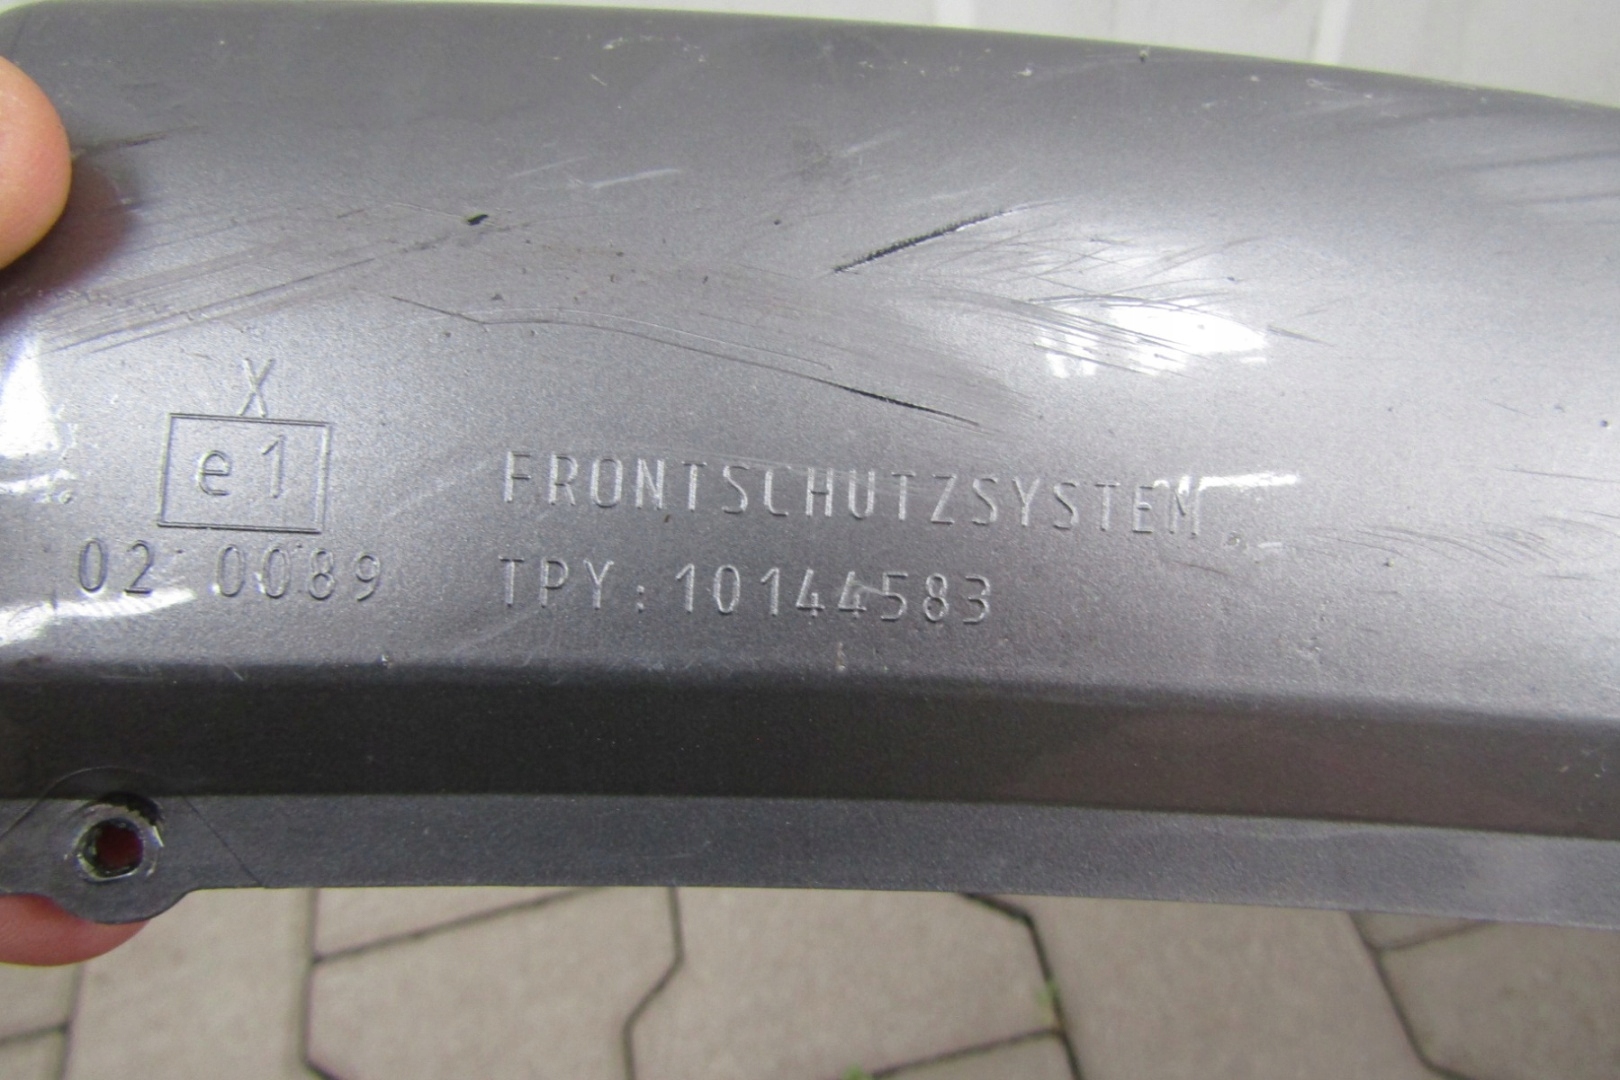 X
e1
02 0089
FRONTSCHUTZSYSTEM
TPY:10144583